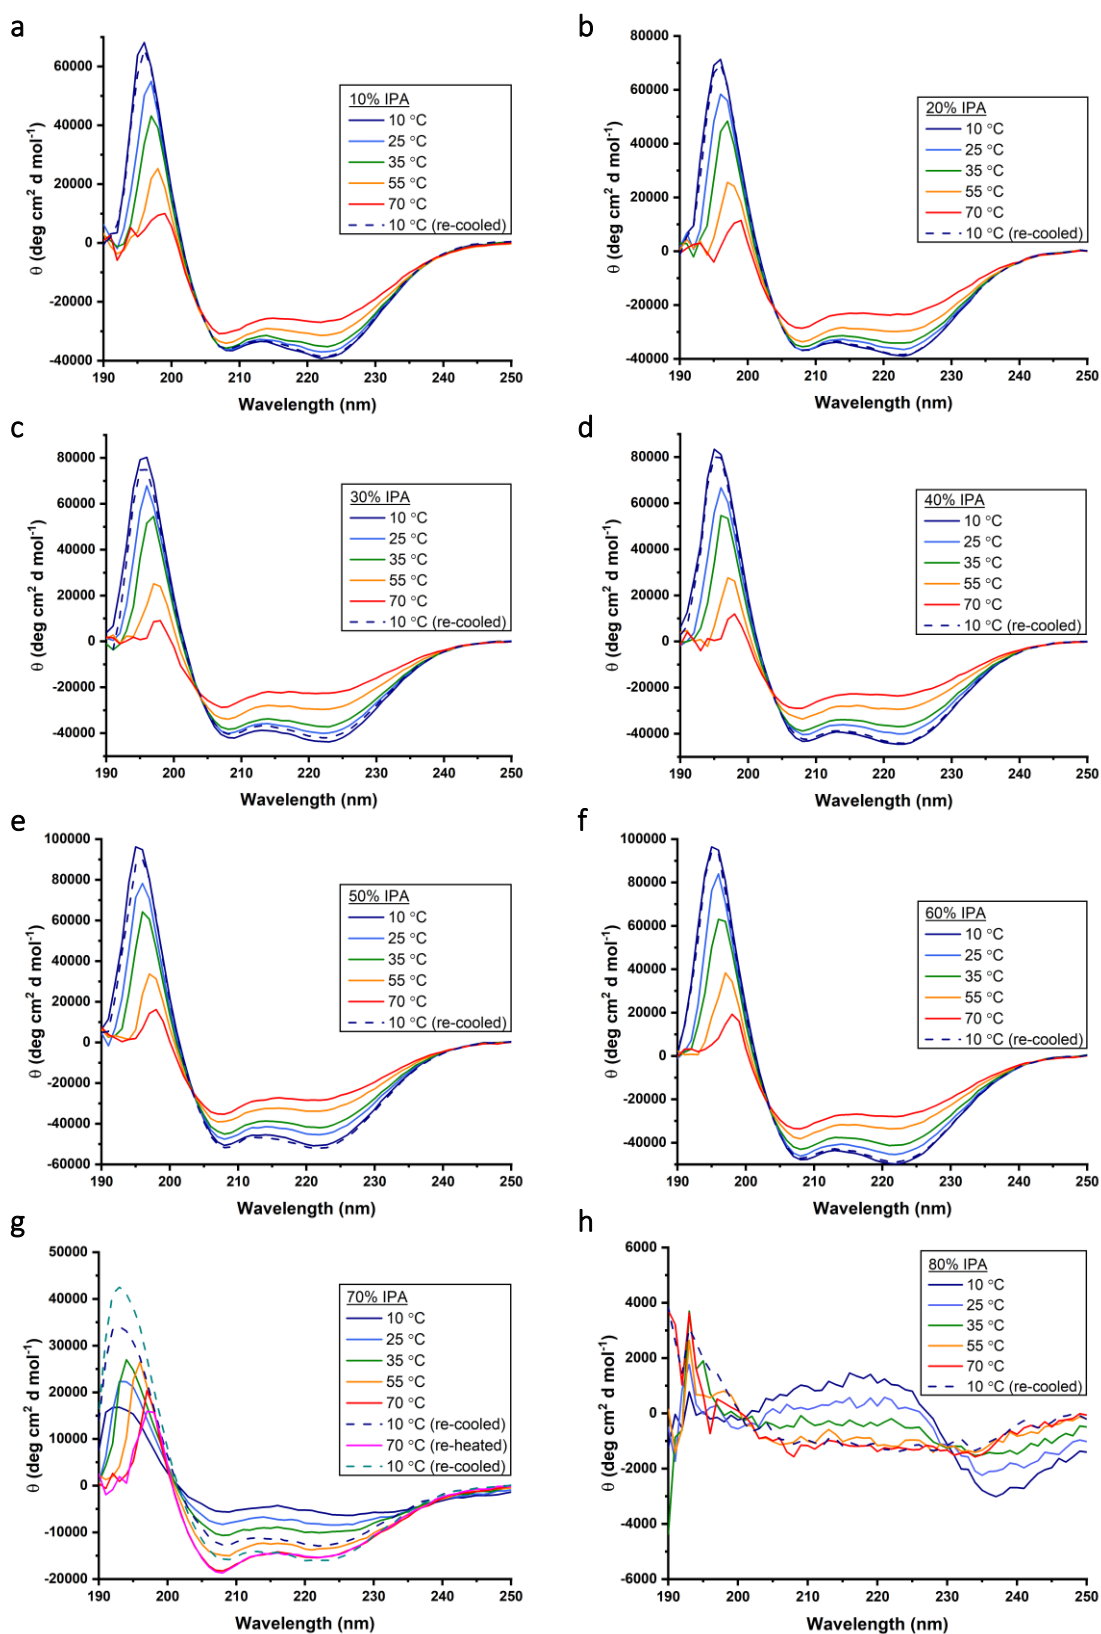 a
10% IPA
10 °C
25 °C
35 °C
55 °C
70 °C
10 °C (re-cooled)
60000
40000
20000
0
-20000
-40000
θ (deg cm² d mol⁻¹)
190 200 210 220 230 240 250
Wavelength (nm)
b
20% IPA
10 °C
25 °C
35 °C
55 °C
70 °C
10 °C (re-cooled)
80000
60000
40000
20000
0
-20000
-40000
θ (deg cm² d mol⁻¹)
190 200 210 220 230 240 250
Wavelength (nm)
c
30% IPA
10 °C
25 °C
35 °C
55 °C
70 °C
10 °C (re-cooled)
80000
60000
40000
20000
0
-20000
-40000
θ (deg cm² d mol⁻¹)
190 200 210 220 230 240 250
Wavelength (nm)
d
40% IPA
10 °C
25 °C
35 °C
55 °C
70 °C
10 °C (re-cooled)
80000
60000
40000
20000
0
-20000
-40000
θ (deg cm² d mol⁻¹)
190 200 210 220 230 240 250
Wavelength (nm)
e
50% IPA
10 °C
25 °C
35 °C
55 °C
70 °C
10 °C (re-cooled)
100000
80000
60000
40000
20000
0
-20000
-40000
-60000
θ (deg cm² d mol⁻¹)
190 200 210 220 230 240 250
Wavelength (nm)
f
60% IPA
10 °C
25 °C
35 °C
55 °C
70 °C
10 °C (re-cooled)
100000
80000
60000
40000
20000
0
-20000
-40000
θ (deg cm² d mol⁻¹)
190 200 210 220 230 240 250
Wavelength (nm)
g
70% IPA
10 °C
25 °C
35 °C
55 °C
70 °C
10 °C (re-cooled)
70 °C (re-heated)
10 °C (re-cooled)
50000
40000
30000
20000
10000
0
-10000
-20000
θ (deg cm² d mol⁻¹)
190 200 210 220 230 240 250
Wavelength (nm)
h
80% IPA
10 °C
25 °C
35 °C
55 °C
70 °C
10 °C (re-cooled)
6000
4000
2000
0
-2000
-4000
-6000
θ (deg cm² d mol⁻¹)
190 200 210 220 230 240 250
Wavelength (nm)